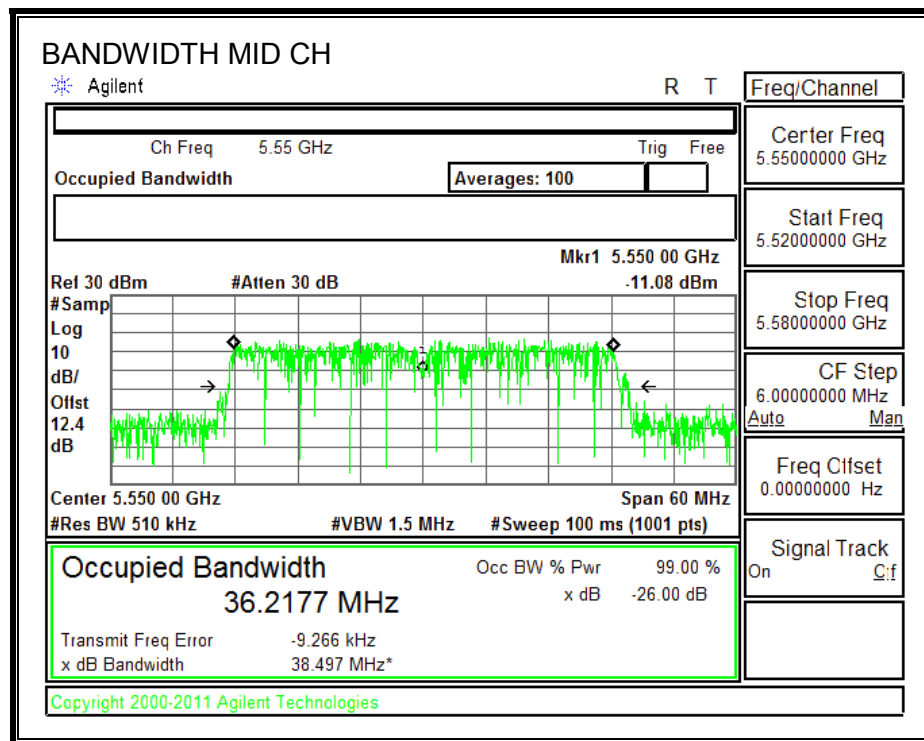 BANDWIDTH MID CH
Agilent R T
Ch Freq 5.55 GHz Trig Free
Occupied Bandwidth Averages: 100
Mkr1 5.550 00 GHz
Ref 30 dBm #Atten 30 dB -11.08 dBm
#Samp
Log
10
dB/
Offst
12.4
dB
1
Center 5.550 00 GHz Span 60 MHz
#Res BW 510 kHz #VBW 1.5 MHz #Sweep 100 ms (1001 pts)
Occupied Bandwidth Occ BW % Pwr 99.00 %
36.2177 MHz x dB -26.00 dB
Transmit Freq Error -9.266 kHz
x dB Bandwidth 38.497 MHz*
Copyright 2000-2011 Agilent Technologies
Freq/Channel
Center Freq
5.55000000 GHz
Start Freq
5.52000000 GHz
Stop Freq
5.58000000 GHz
CF Step
6.00000000 MHz
Auto Man
Freq Offset
0.00000000 Hz
Signal Track
On Off